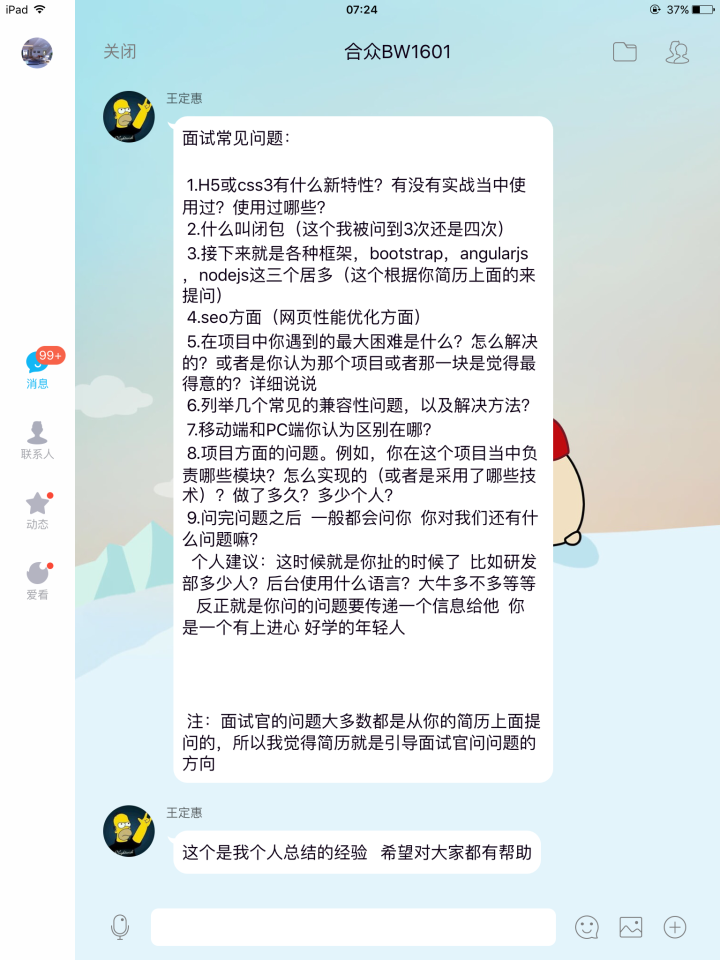 iPad 07:24 37%
关闭 合众BW1601
王定惠
面试常见问题：
1.H5或css3有什么新特性？有没有实战当中使
用过？使用过哪些？
2.什么叫闭包（这个我被问到3次还是四次）
3.接下来就是各种框架，bootstrap，angularjs
，nodejs这三个居多（这个根据你简历上面的来
提问）
4.seo方面（网页性能优化方面）
5.在项目中你遇到的最大困难是什么？怎么解决
的？或者是你认为那个项目或者那一块是觉得最
得意的？详细说说
6.列举几个常见的兼容性问题，以及解决方法？
7.移动端和PC端你认为区别在哪？
8.项目方面的问题。例如，你在这个项目当中负
责哪些模块？怎么实现的（或者是采用了哪些技
术）？做了多久？多少个人？
9.问完问题之后 一般都会问你 你对我们还有什
么问题嘛？
个人建议：这时候就是你扯的时候了 比如研发
部多少人？后台使用什么语言？大牛多不多等等
反正就是你问的问题要传递一个信息给他 你
是一个有上进心 好学的年轻人
注：面试官的问题大多数都是从你的简历上面提
问的，所以我觉得简历就是引导面试官问问题的
方向
王定惠
这个是我个人总结的经验 希望对大家都有帮助
99+
消息
联系人
动态
爱看